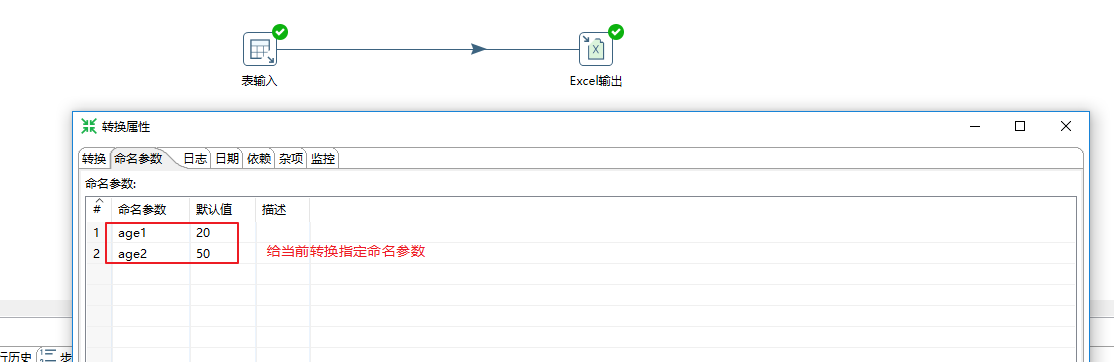 表输入
Excel输出
转换属性
转换 命名参数 日志 日期 依赖 杂项 监控
命名参数:
# 命名参数 默认值 描述
1 age1 20
2 age2 50 给当前转换指定命名参数
行历史 步